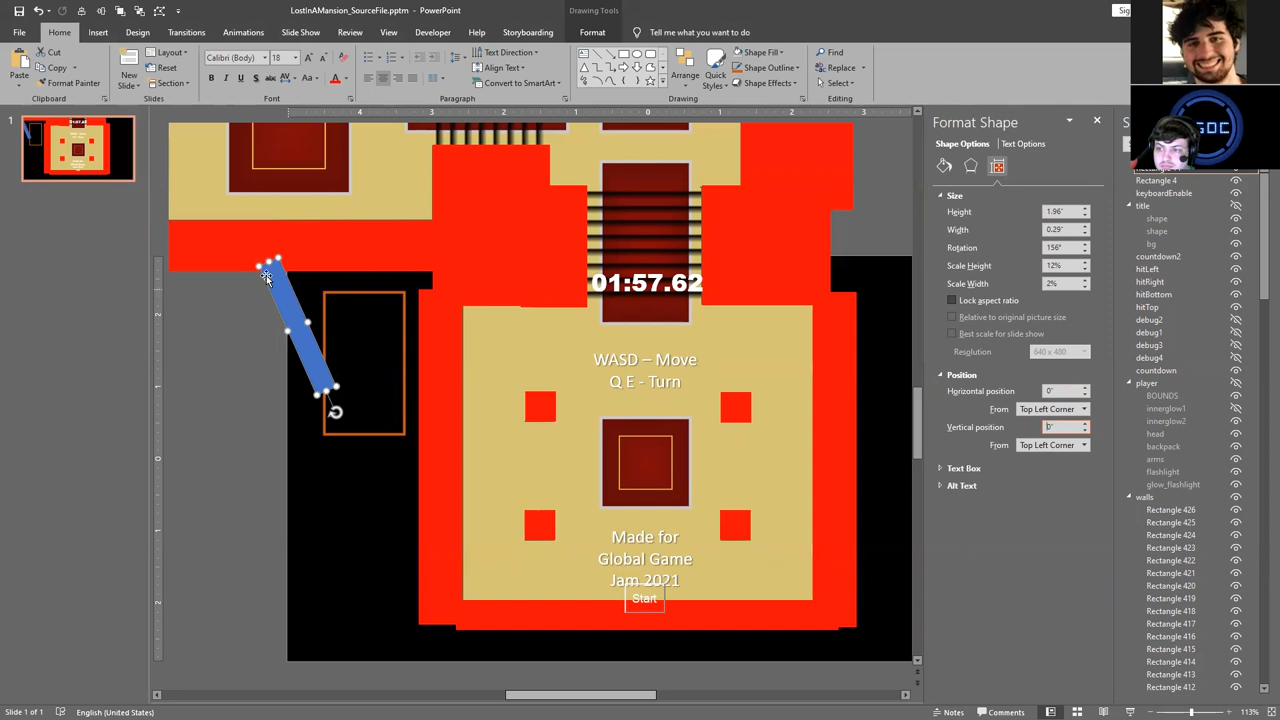 LostInAMansion_SourceFile.pptm - PowerPoint
Drawing Tools
File
Home
Insert
Design
Transitions
Animations
Slide Show
Review
View
Developer
Help
Storyboarding
Format
Tell me what you want to do
Paste
Cut
Copy
Format Painter
Clipboard
New
Slide
Layout
Reset
Section
Slides
Calibri (Body)
18
Font
Text Direction
Align Text
Convert to SmartArt
Paragraph
Arrange
Quick
Styles
Shape Fill
Shape Outline
Shape Effects
Drawing
Find
Replace
Select
Editing
GDC
1
01:57.62
WASD – Move
Q E - Turn
Made for
Global Game
Jam 2021
Start
Format Shape
Shape Options
Text Options
Size
Height 1.96"
Width 0.29"
Rotation 156°
Scale Height 12%
Scale Width 2%
Lock aspect ratio
Relative to original picture size
Best scale for slide show
Resolution 640 x 480
Position
Horizontal position 0"
From Top Left Corner
Vertical position 0"
From Top Left Corner
Text Box
Alt Text
Rectangle 4
keyboardEnable
title
shape
shape
bg
countdown2
hitLeft
hitRight
hitBottom
hitTop
debug2
debug1
debug3
debug4
countdown
player
BOUNDS
innerglow1
innerglow2
head
backpack
arms
flashlight
glow_flashlight
walls
Rectangle 426
Rectangle 425
Rectangle 424
Rectangle 423
Rectangle 422
Rectangle 421
Rectangle 420
Rectangle 419
Rectangle 418
Rectangle 417
Rectangle 416
Rectangle 415
Rectangle 414
Rectangle 413
Rectangle 412
Slide 1 of 1
English (United States)
Notes
Comments
113%